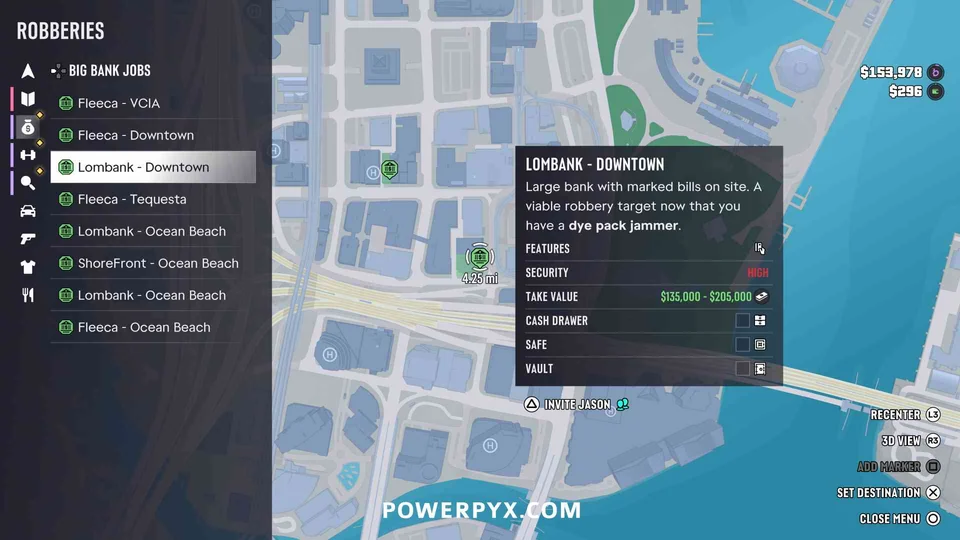 ROBBERIES
BIG BANK JOBS
Fleeca - VCIA
Fleeca - Downtown
Lombank - Downtown
Fleeca - Tequesta
Lombank - Ocean Beach
ShoreFront - Ocean Beach
Lombank - Ocean Beach
Fleeca - Ocean Beach
$153,978
$296
H
H
4.25 mi
LOMBANK - DOWNTOWN
Large bank with marked bills on site. A
viable robbery target now that you
have a dye pack jammer.
FEATURES
SECURITY HIGH
TAKE VALUE $135,000 - $205,000
CASH DRAWER
SAFE
VAULT
INVITE JASON
H
H
RECENTER L3
3D VIEW R3
ADD MARKER
SET DESTINATION
CLOSE MENU
POWERPYX.COM